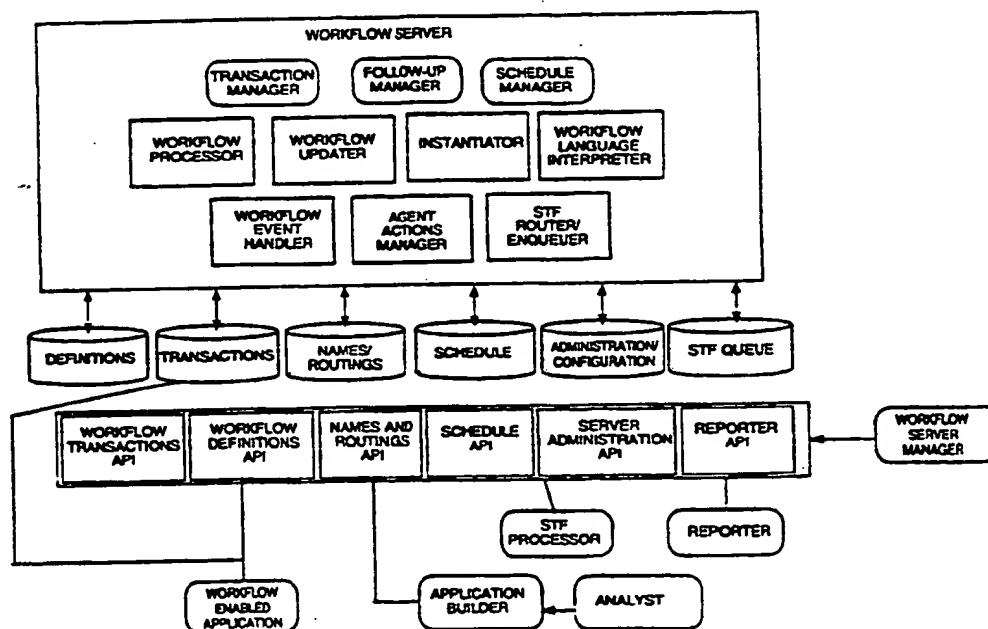 WORKFLOW SERVER
TRANSACTION
MANAGER
FOLLOW-UP
MANAGER
SCHEDULE
MANAGER
WORKFLOW
PROCESSOR
WORKFLOW
UPDATER
INSTANTIATOR
WORKFLOW
LANGUAGE
INTERPRETER
WORKFLOW
EVENT
HANDLER
AGENT
ACTIONS
MANAGER
STF
ROUTER/
ENQUEUER
DEFINITIONS
TRANSACTIONS
NAMES/
ROUTINGS
SCHEDULE
ADMINISTRATION/
CONFIGURATION
STF QUEUE
WORKFLOW
TRANSACTIONS
API
WORKFLOW
DEFINITIONS
API
NAMES AND
ROUTINGS
API
SCHEDULE
API
SERVER
ADMINISTRATION
API
REPORTER
API
WORKFLOW
SERVER
MANAGER
STF
PROCESSOR
REPORTER
WORKFLOW
ENABLED
APPLICATION
APPLICATION
BUILDER
ANALYST